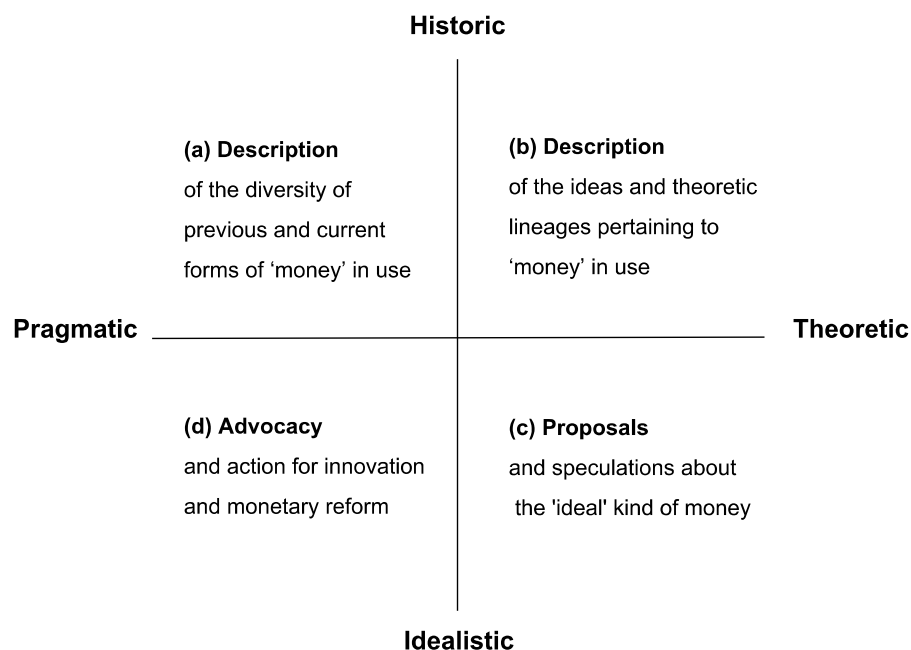 Historic
(a) Description
of the diversity of
previous and current
forms of ‘money’ in use
(b) Description
of the ideas and theoretic
lineages pertaining to
‘money’ in use
Pragmatic
Theoretic
(d) Advocacy
and action for innovation
and monetary reform
(c) Proposals
and speculations about
the 'ideal' kind of money
Idealistic